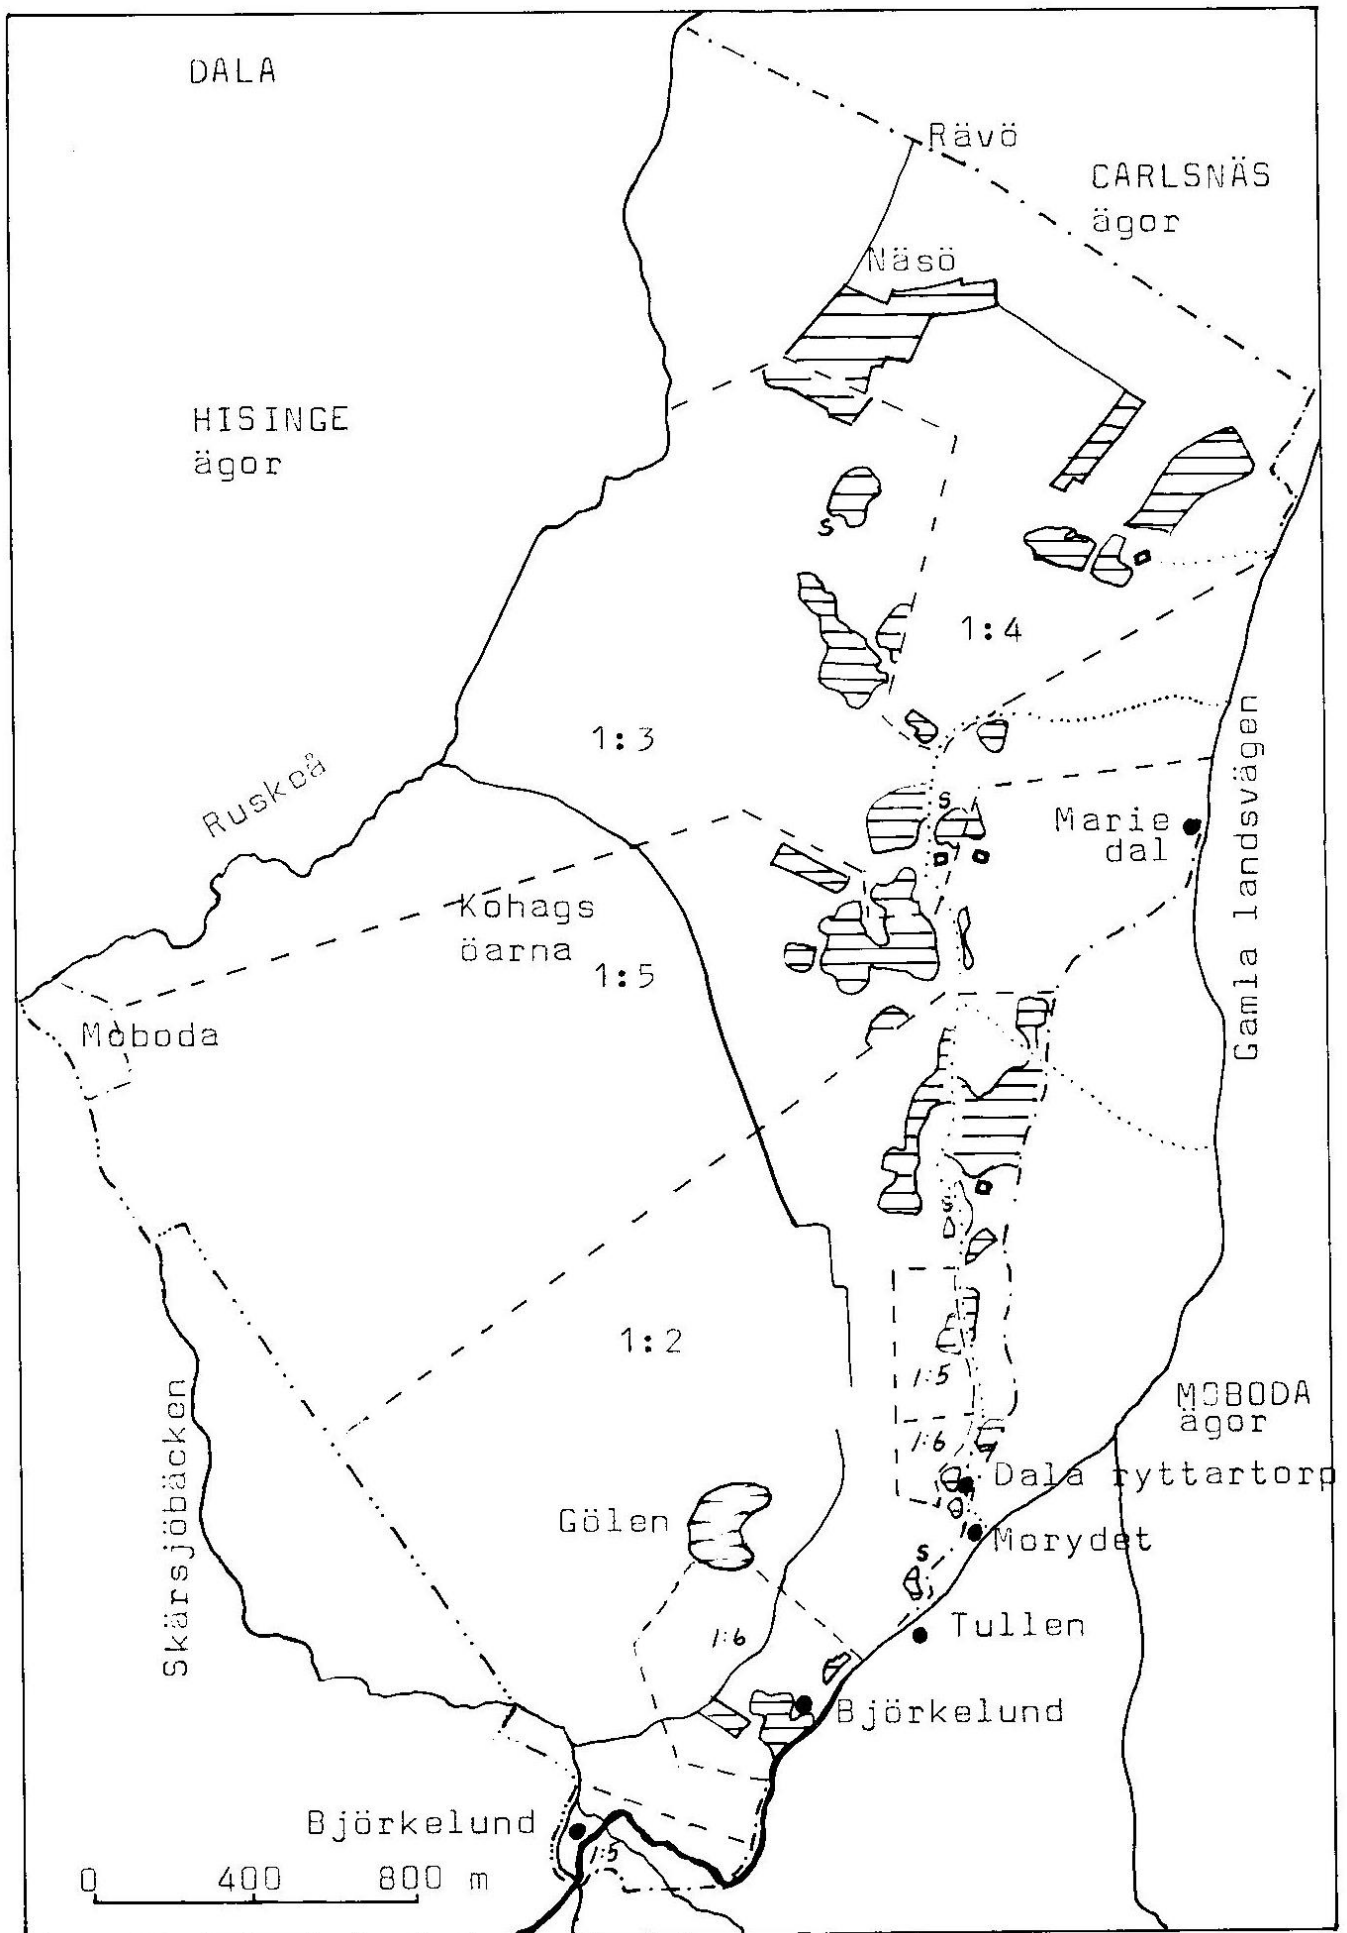 DALA
Rävö
CARLSNÄS
ägor
Näsö
HISINGE
ägor
S
1:4
1:3
Ruskoå
Gamla landsvägen
S
Marie
dal
Kohags
öarna
1:5
Moboda
S
1:2
1:5
MOBODA
ägor
1:6
Dala ryttartorp
Skärsjöbäcken
Gölen
Morydet
S
Tullen
1:6
Björkelund
Björkelund
1:5
0 400 800 m